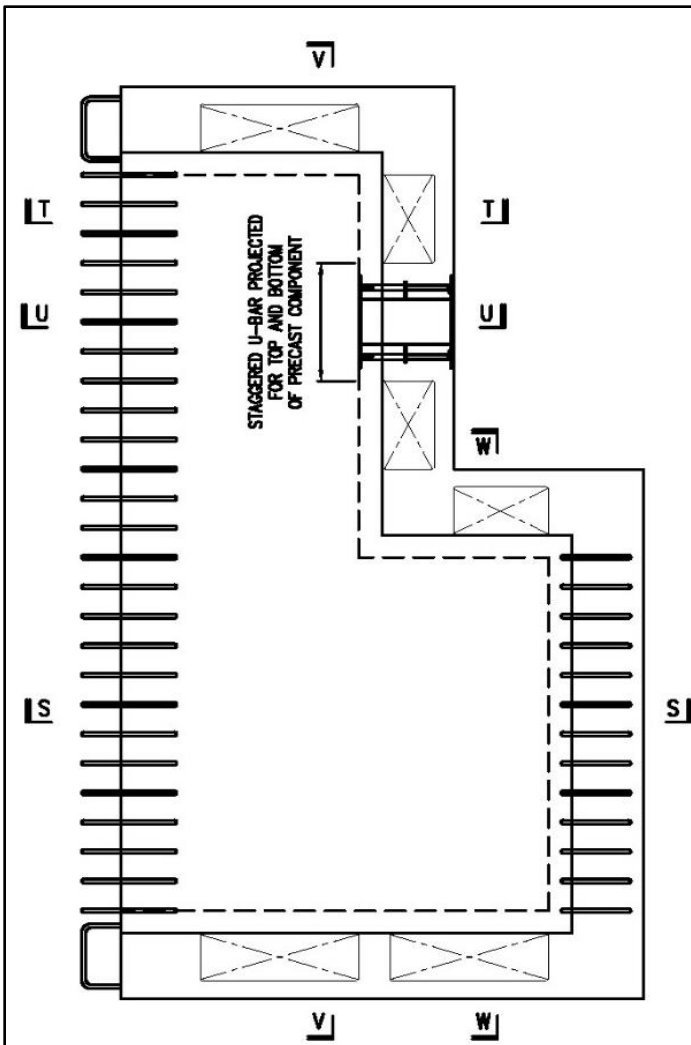 V
T
T
STAGGERED U-BAR PROJECTED
FOR TOP AND BOTTOM
OF PRECAST COMPONENT
U
U
W
S
S
V
W